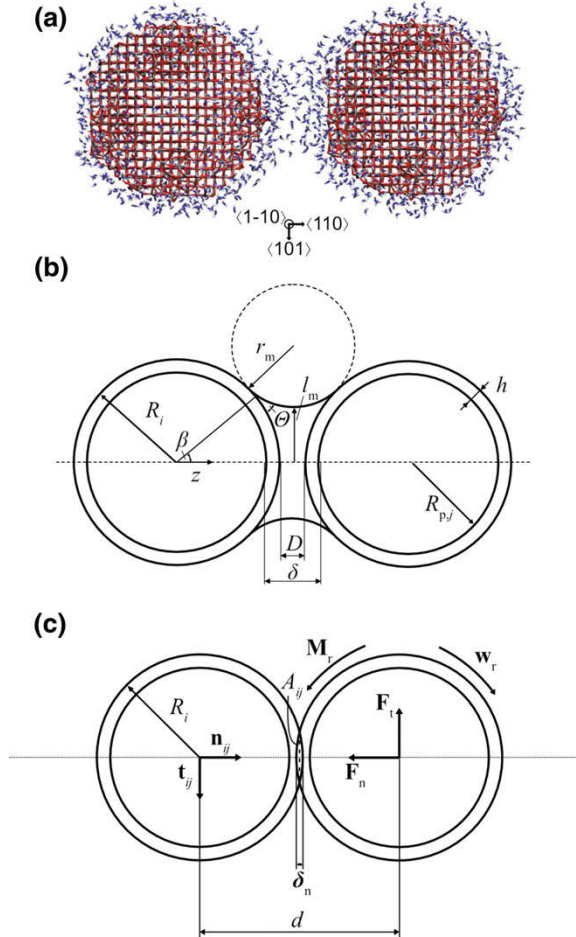 (a)
⟨1-10⟩ ⟨110⟩
⟨101⟩
(b)
r_m
l_m
h
R_i
Θ
β
z
R_p,j
D
δ
(c)
M_r
w_r
A_ij
R_i
F_t
n_ij
F_n
t_ij
δ_n
d